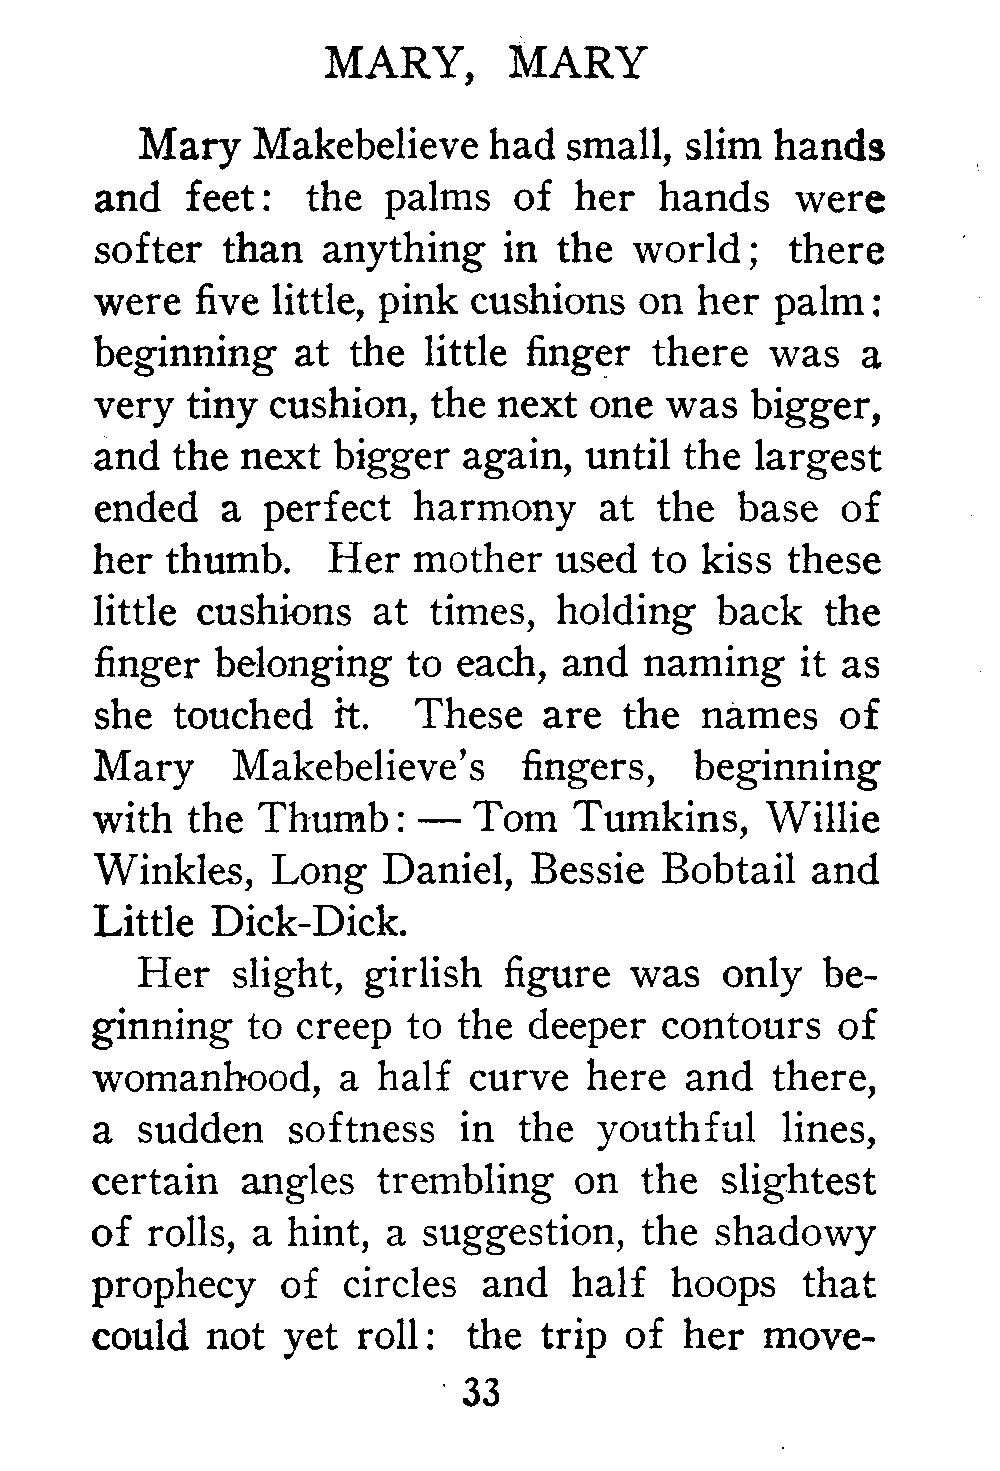 MARY, MARY
Mary Makebelieve had small, slim hands
and feet: the palms of her hands were
softer than anything in the world; there
were five little, pink cushions on her palm:
beginning at the little finger there was a
very tiny cushion, the next one was bigger,
and the next bigger again, until the largest
ended a perfect harmony at the base of
her thumb. Her mother used to kiss these
little cushions at times, holding back the
finger belonging to each, and naming it as
she touched it. These are the names of
Mary Makebelieve's fingers, beginning
with the Thumb: — Tom Tumkins, Willie
Winkles, Long Daniel, Bessie Bobtail and
Little Dick-Dick.
Her slight, girlish figure was only be-
ginning to creep to the deeper contours of
womanhood, a half curve here and there,
a sudden softness in the youthful lines,
certain angles trembling on the slightest
of rolls, a hint, a suggestion, the shadowy
prophecy of circles and half hoops that
could not yet roll: the trip of her move-
33